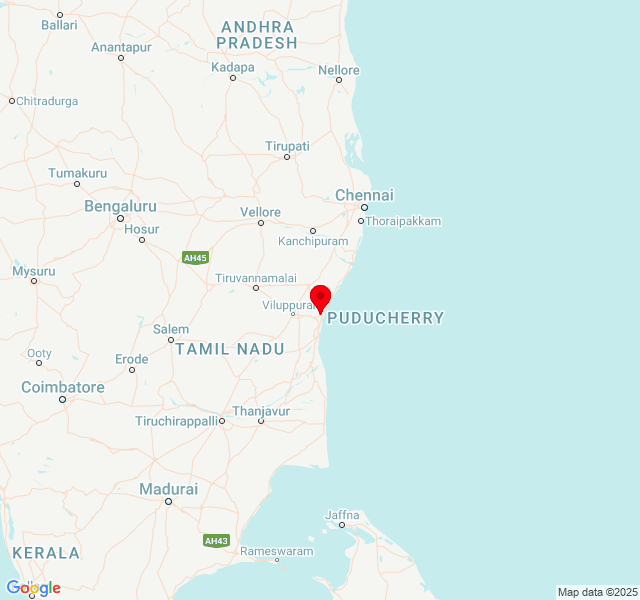 ANDHRA
PRADESH
Ballari
Anantapur
Kadapa
Nellore
Chitradurga
Tirupati
Tumakuru
Chennai
Bengaluru
Vellore
Thoraipakkam
Hosur
Kanchipuram
AH45
Mysuru
Tiruvannamalai
Viluppuram
PUDUCHERRY
Salem
TAMIL NADU
Ooty
Erode
Coimbatore
Thanjavur
Tiruchirappalli
Madurai
Jaffna
AH43
KERALA
Rameswaram
Google
Map data ©2025